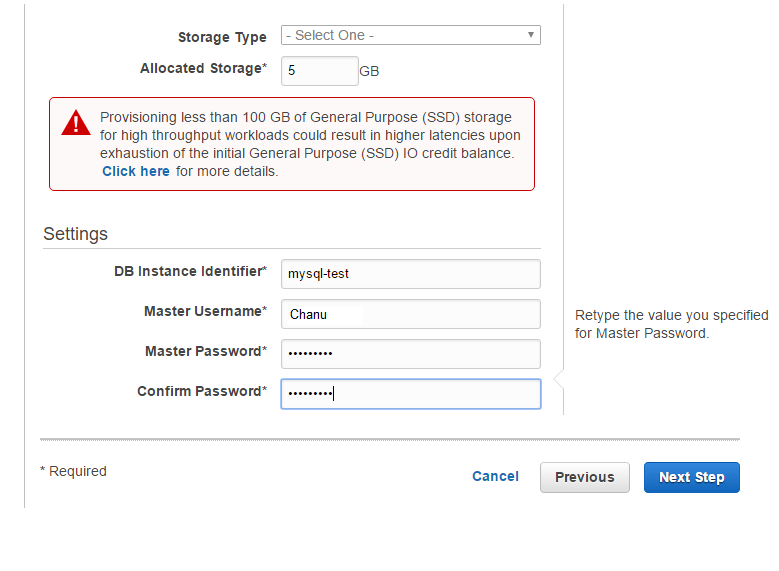 Storage Type - Select One -
Allocated Storage* 5 GB
Provisioning less than 100 GB of General Purpose (SSD) storage
for high throughput workloads could result in higher latencies upon
exhaustion of the initial General Purpose (SSD) IO credit balance.
Click here for more details.
Settings
DB Instance Identifier* mysql-test
Master Username* Chanu
Master Password* •••••••••
Confirm Password* •••••••••
Retype the value you specified
for Master Password.
* Required
Cancel Previous Next Step